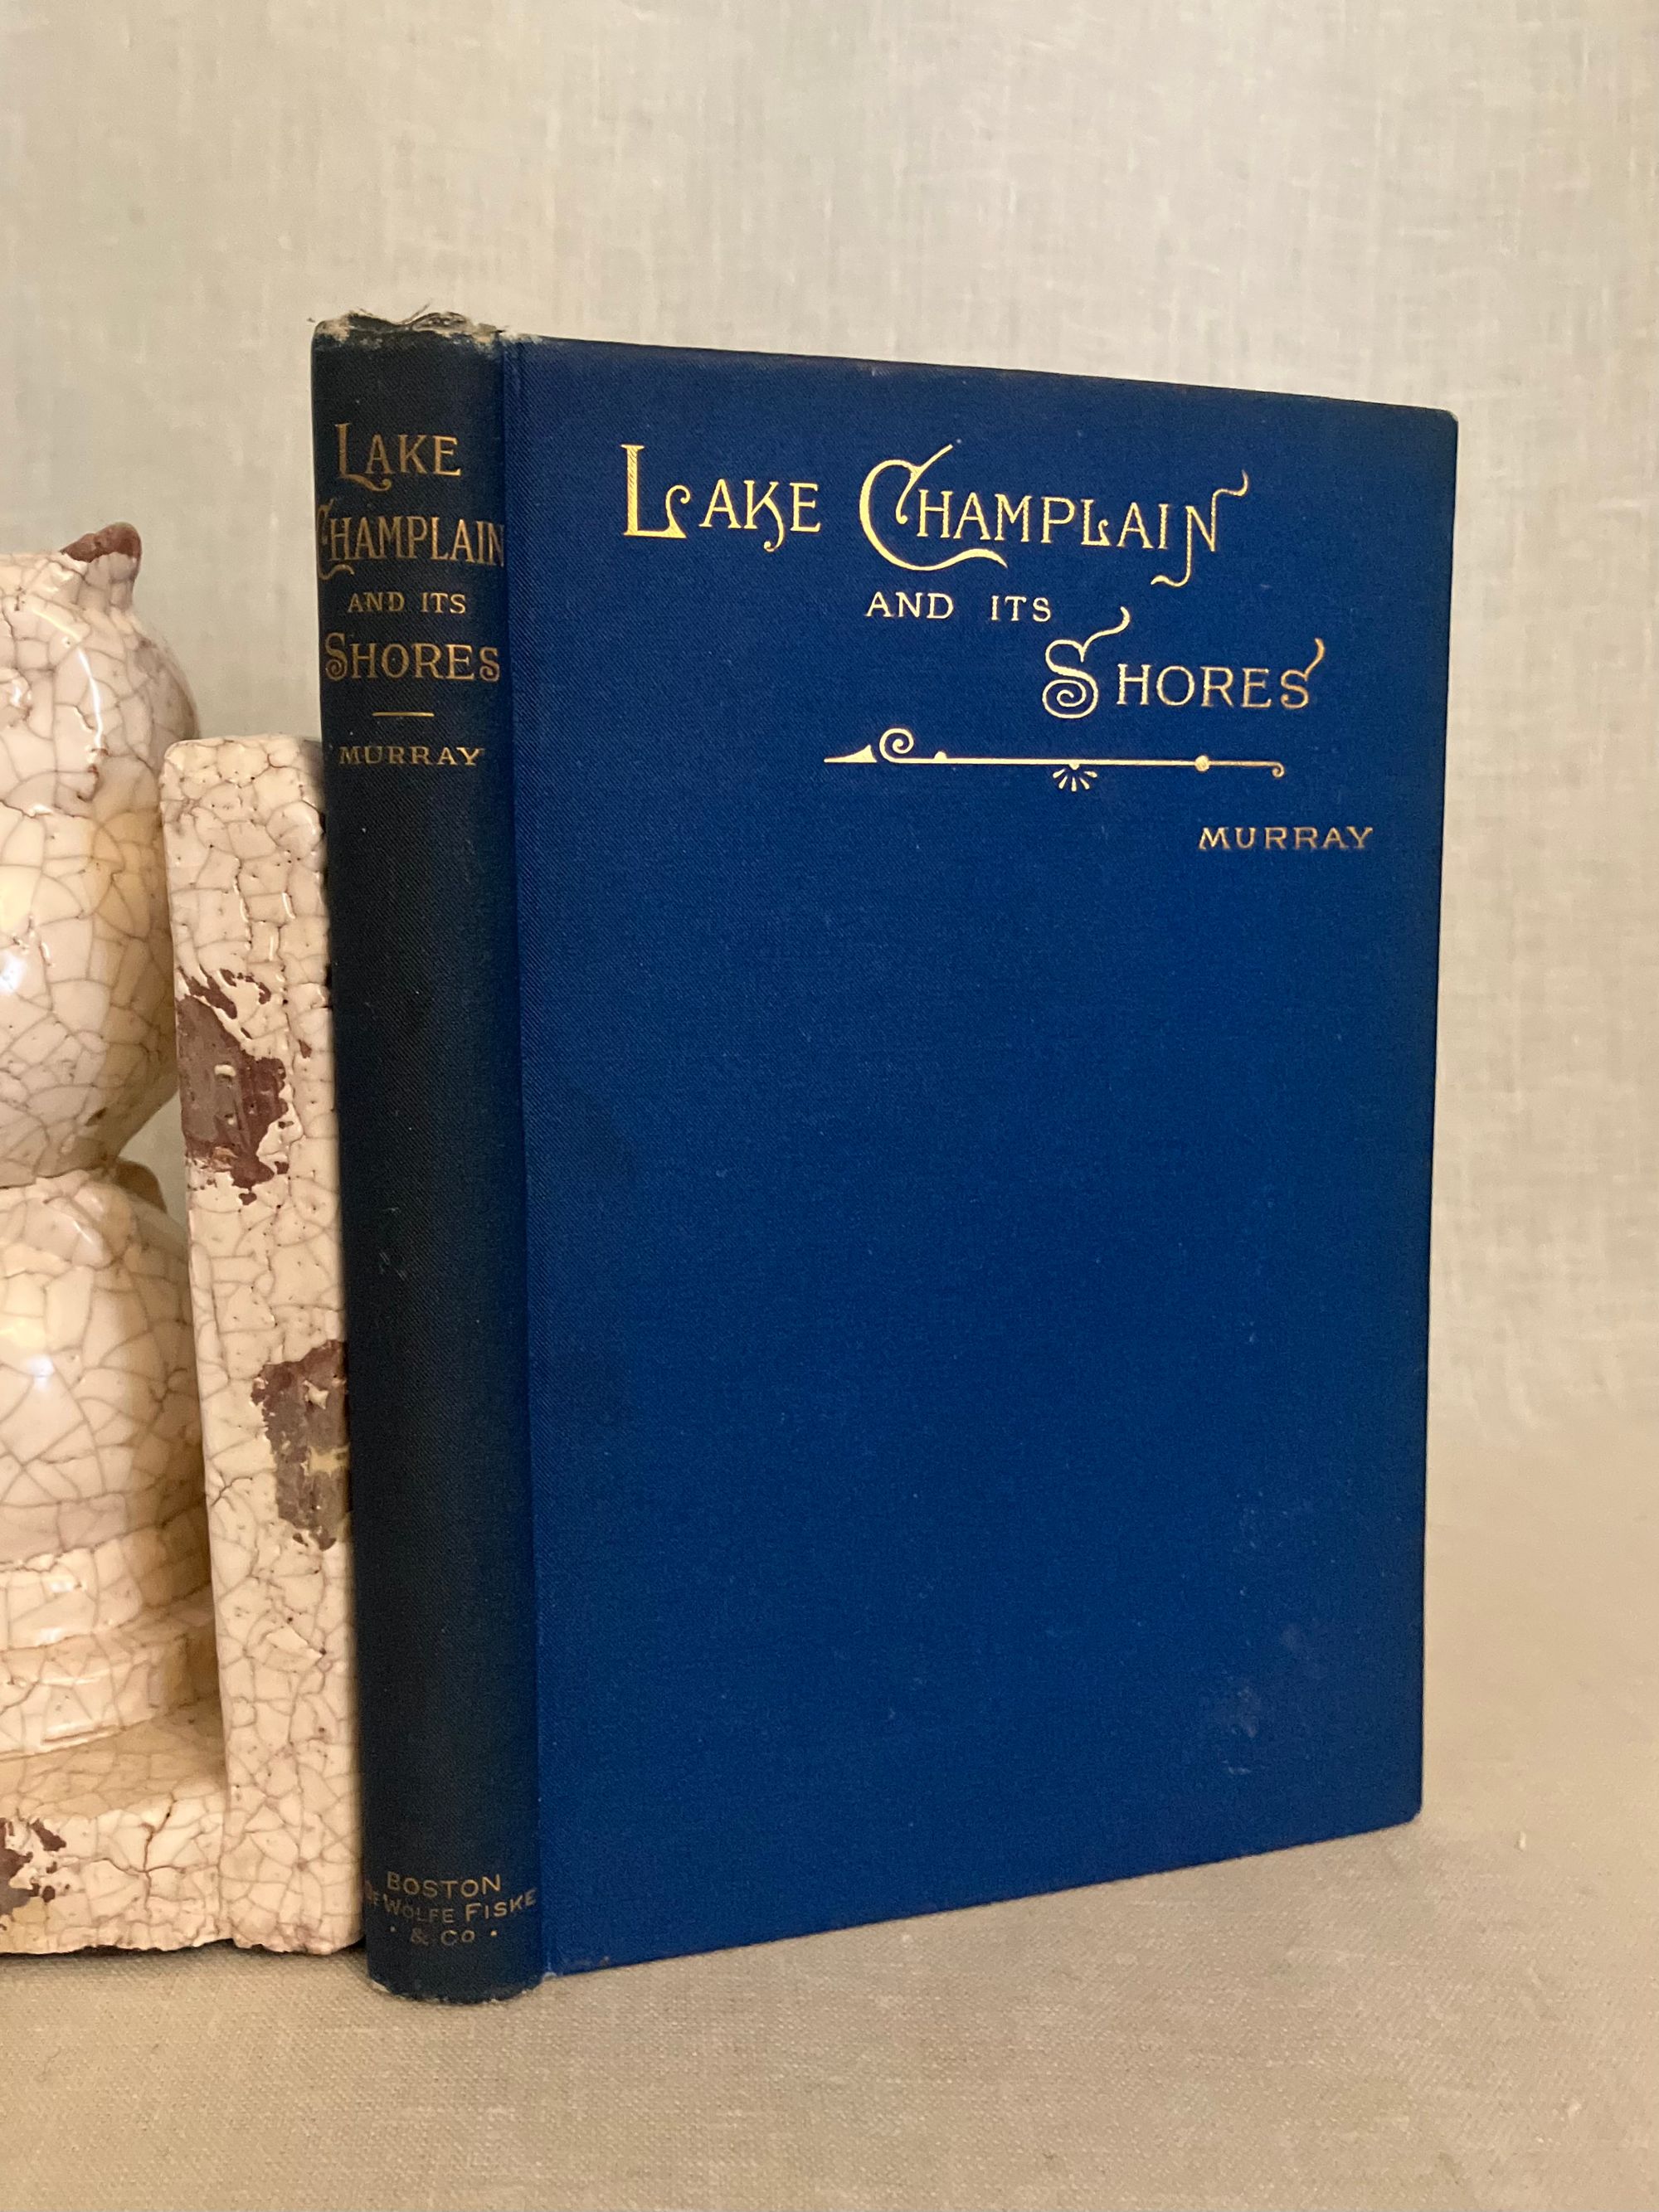 LAKE
CHAMPLAIN
AND ITS
SHORES
MURRAY
BOSTON
DE WOLFE FISKE
& CO
LAKE CHAMPLAIN
AND ITS
SHORES
MURRAY